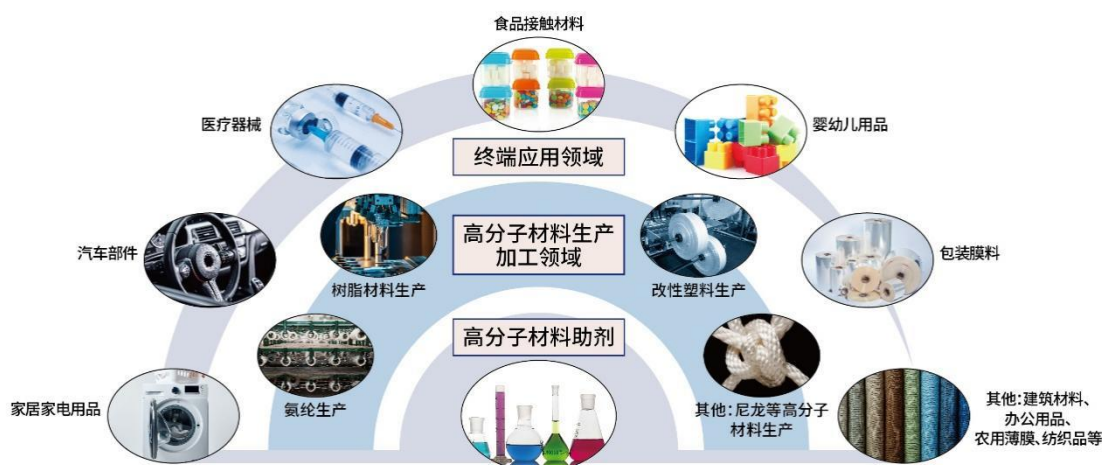 食品接触材料
医疗器械
婴幼儿用品
终端应用领域
汽车部件
高分子材料生产
加工领域
包装膜料
树脂材料生产
改性塑料生产
高分子材料助剂
家居家电用品
氨纶生产
其他：尼龙等高分子
材料生产
其他：建筑材料、
办公用品、
农用薄膜、纺织品等